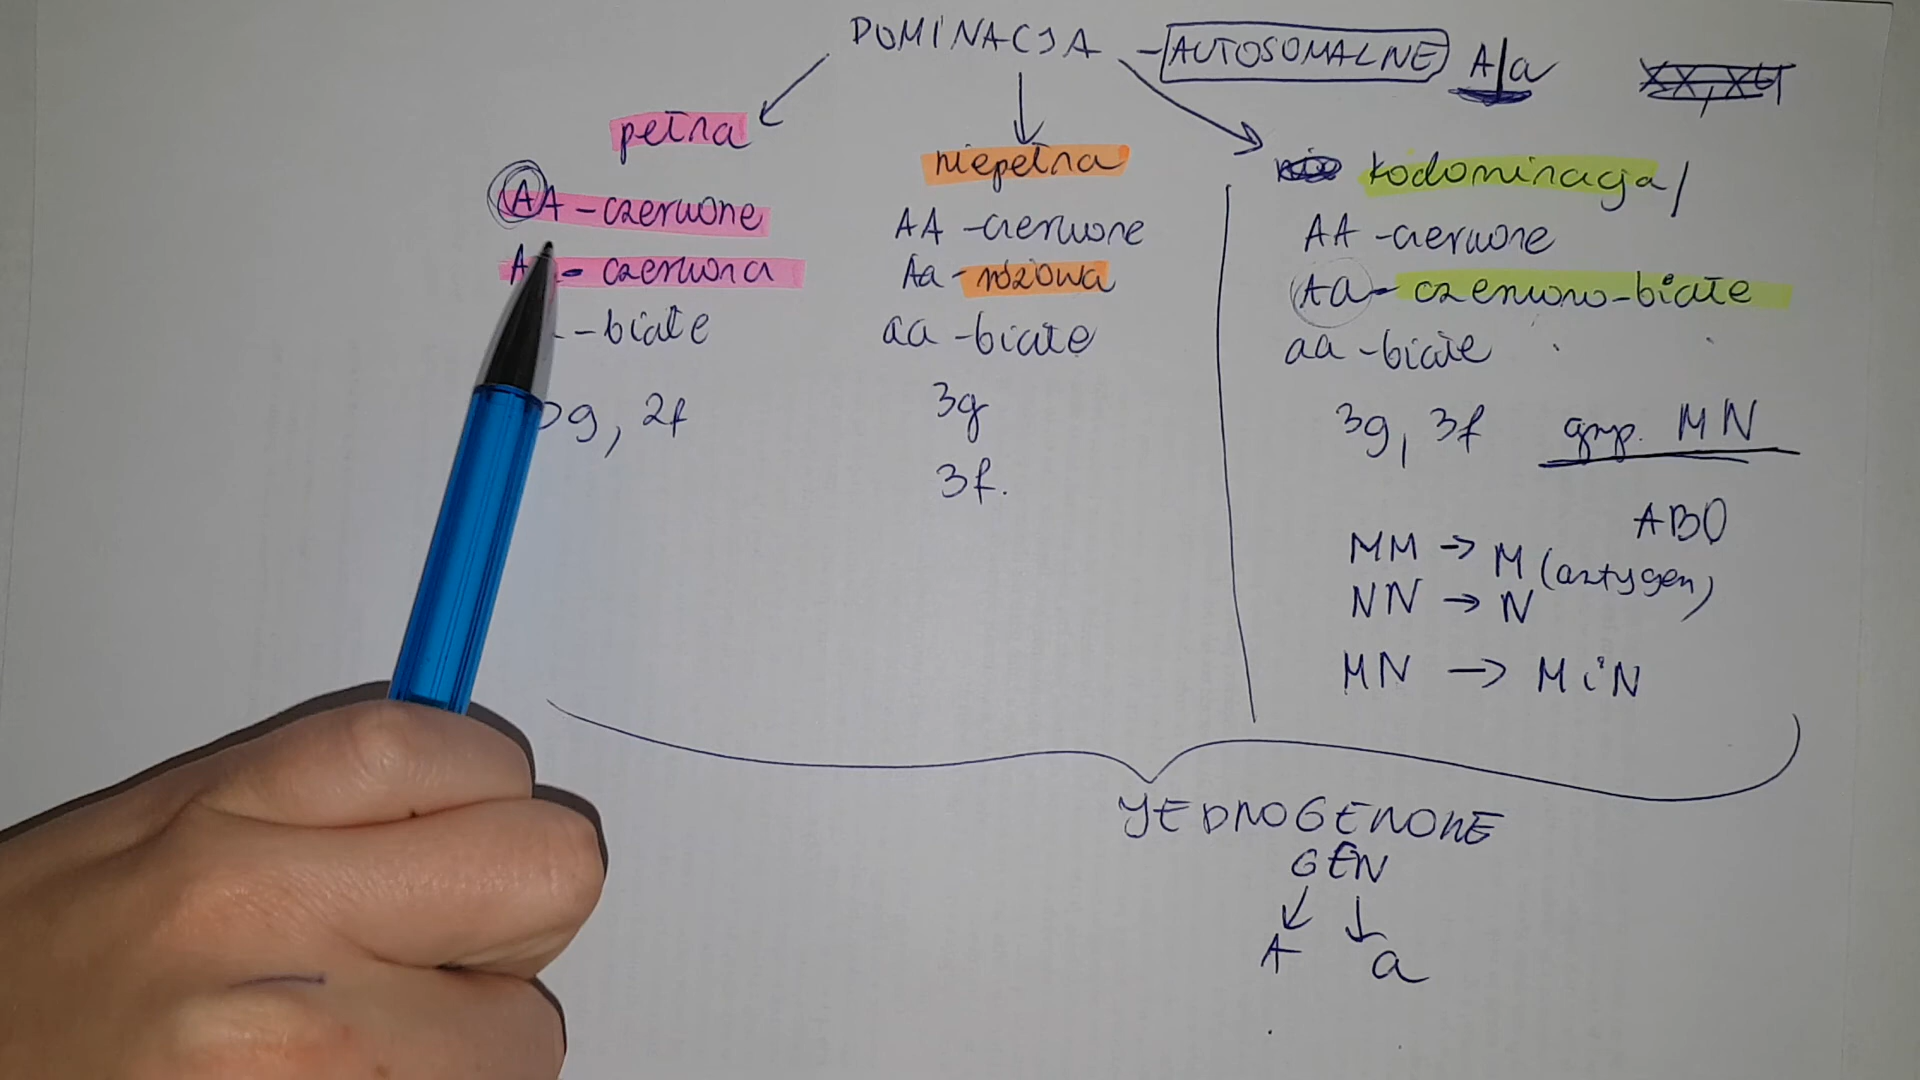 DOMINACJA - AUTOSOMALNE A/a
pełna
AA - czerwone
A - czerwona
- białe
g, 2f
niepełna
AA - czerwone
Aa - różowa
aa - białe
3g
3f.
kodominacja/
AA - czerwone
Aa - czerwono-białe
aa - białe
3g, 3f grup. MN
ABO
MM → M (antygen)
NN → N
MN → M i N
JEDNOGENOWE
GEN
A a